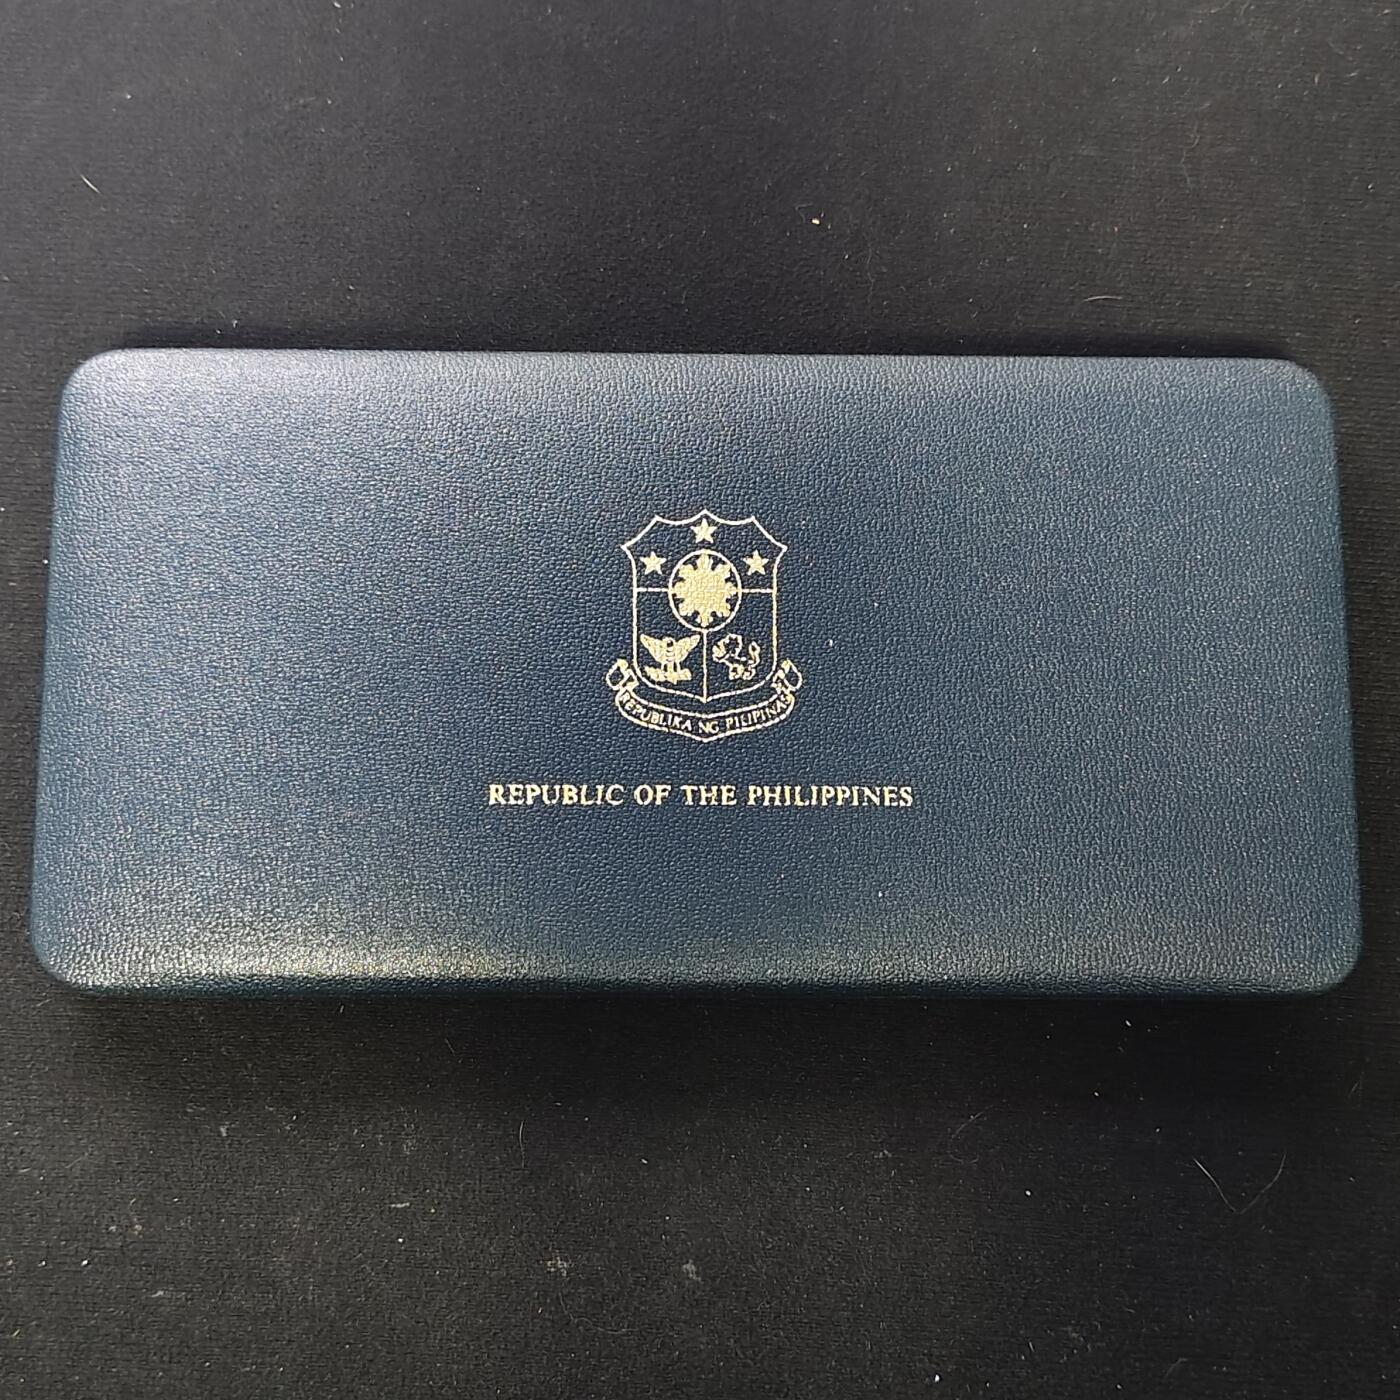 REPUBLIKA NG PILIPINAS
REPUBLIC OF THE PHILIPPINES